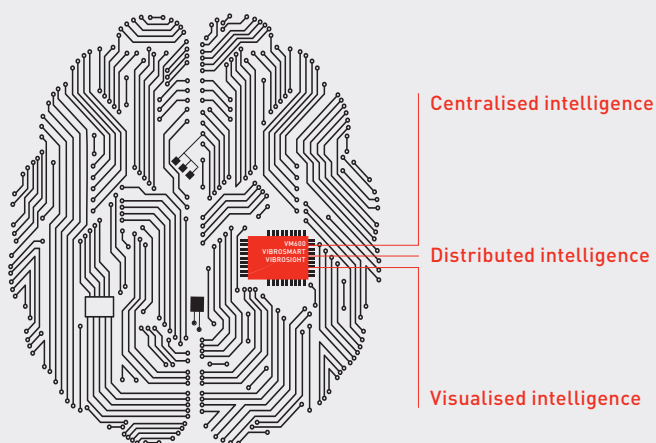 Centralised intelligence
VM600
VIBROSMART
VIBROSIGHT
Distributed intelligence
Visualised intelligence